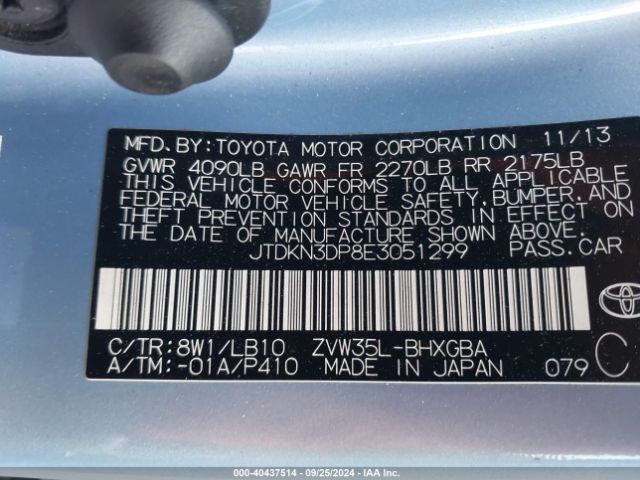 MFD. BY: TOYOTA MOTOR CORPORATION 11/13
GVWR 4090LB GAWR FR 2270LB RR 2175LB
THIS VEHICLE CONFORMS TO ALL APPLICABLE
FEDERAL MOTOR VEHICLE SAFETY, BUMPER, AND
THEFT PREVENTION STANDARDS IN EFFECT ON
THE DATE OF MANUFACTURE SHOWN ABOVE.
JTDKN3DP8E3051299 PASS. CAR
C/TR: 8W1/LB10 ZVW35L-BHXGBA
A/TM: -01A/P410 MADE IN JAPAN 079 C
000-40437514 - 09/25/2024 - IAAI.COM